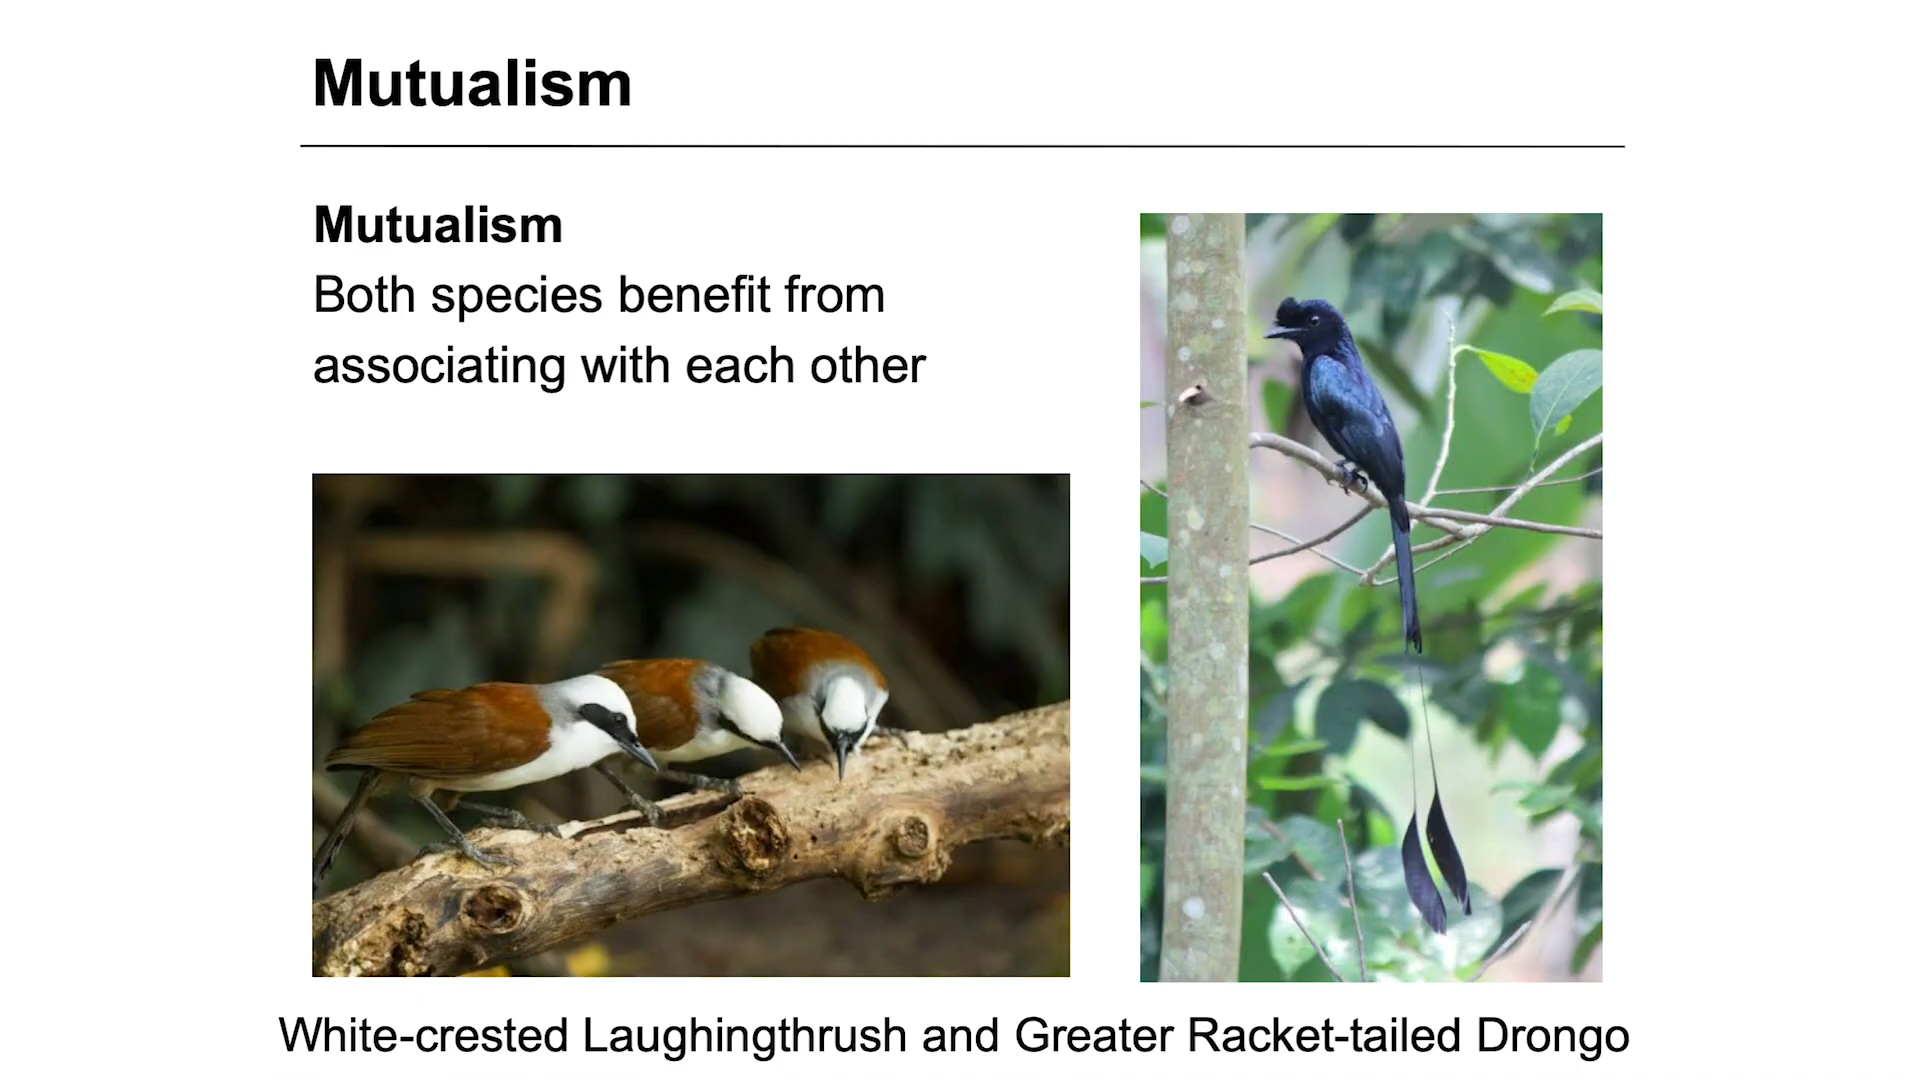 Mutualism
Mutualism
Both species benefit from
associating with each other
White-crested Laughingthrush and Greater Racket-tailed Drongo